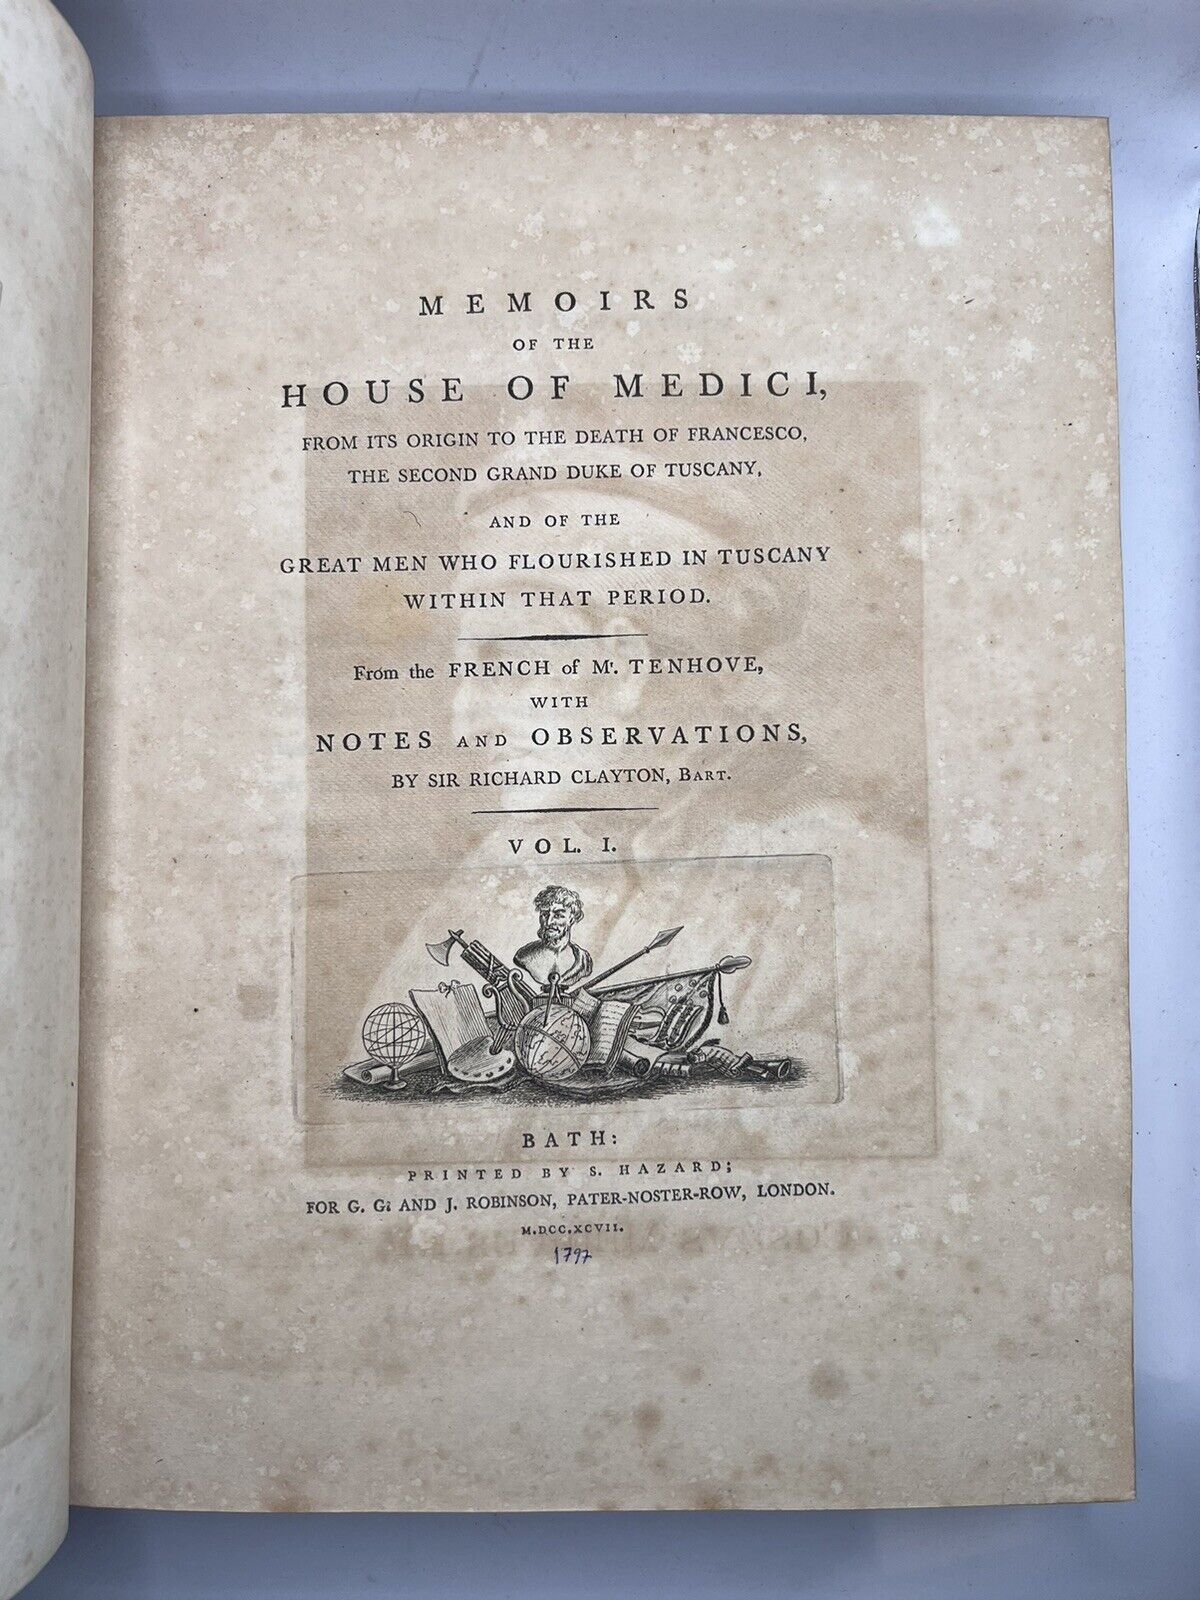 MEMOIRS
OF THE
HOUSE OF MEDICI,
FROM ITS ORIGIN TO THE DEATH OF FRANCESCO,
THE SECOND GRAND DUKE OF TUSCANY,
AND OF THE
GREAT MEN WHO FLOURISHED IN TUSCANY
WITHIN THAT PERIOD.
From the FRENCH of Mr. TENHOVE,
WITH
NOTES AND OBSERVATIONS,
BY SIR RICHARD CLAYTON, BART.
VOL. I.
BATH:
PRINTED BY S. HAZARD;
FOR G. G. AND J. ROBINSON, PATER-NOSTER-ROW, LONDON.
M.DCC.XCVII.
1797